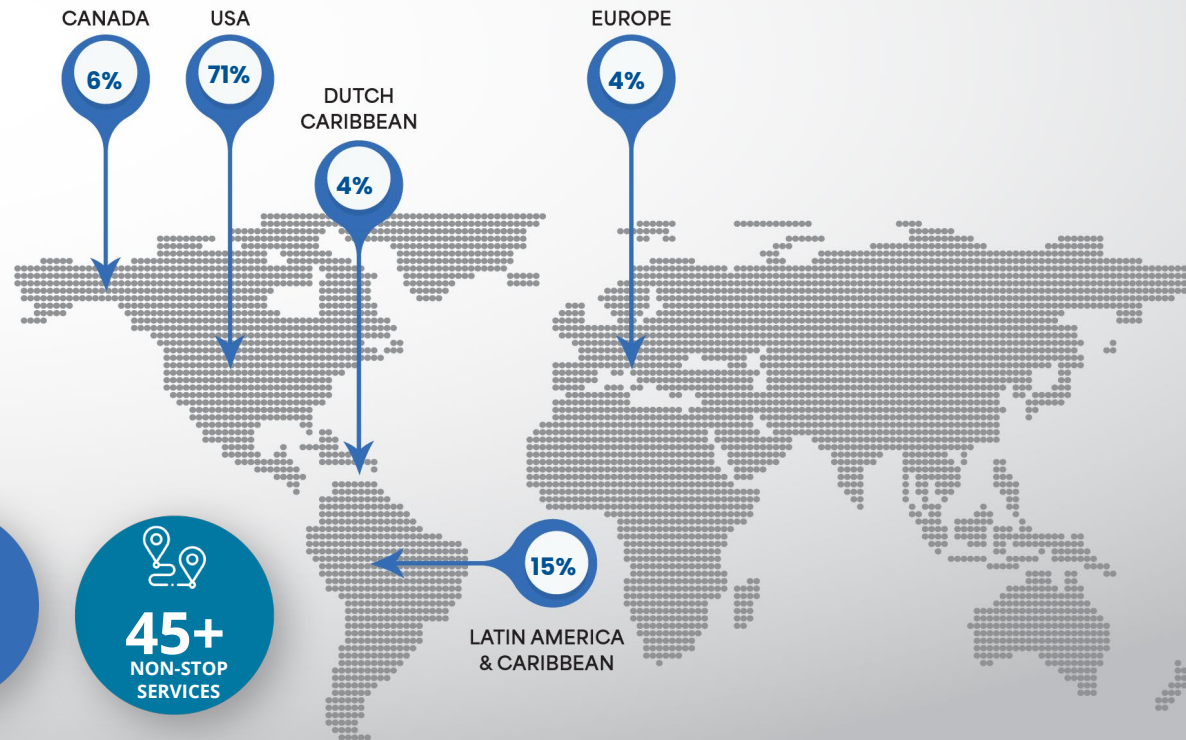 CANADA
6%
USA
71%
DUTCH
CARIBBEAN
4%
EUROPE
4%
15%
LATIN AMERICA
& CARIBBEAN
45+
NON-STOP
SERVICES